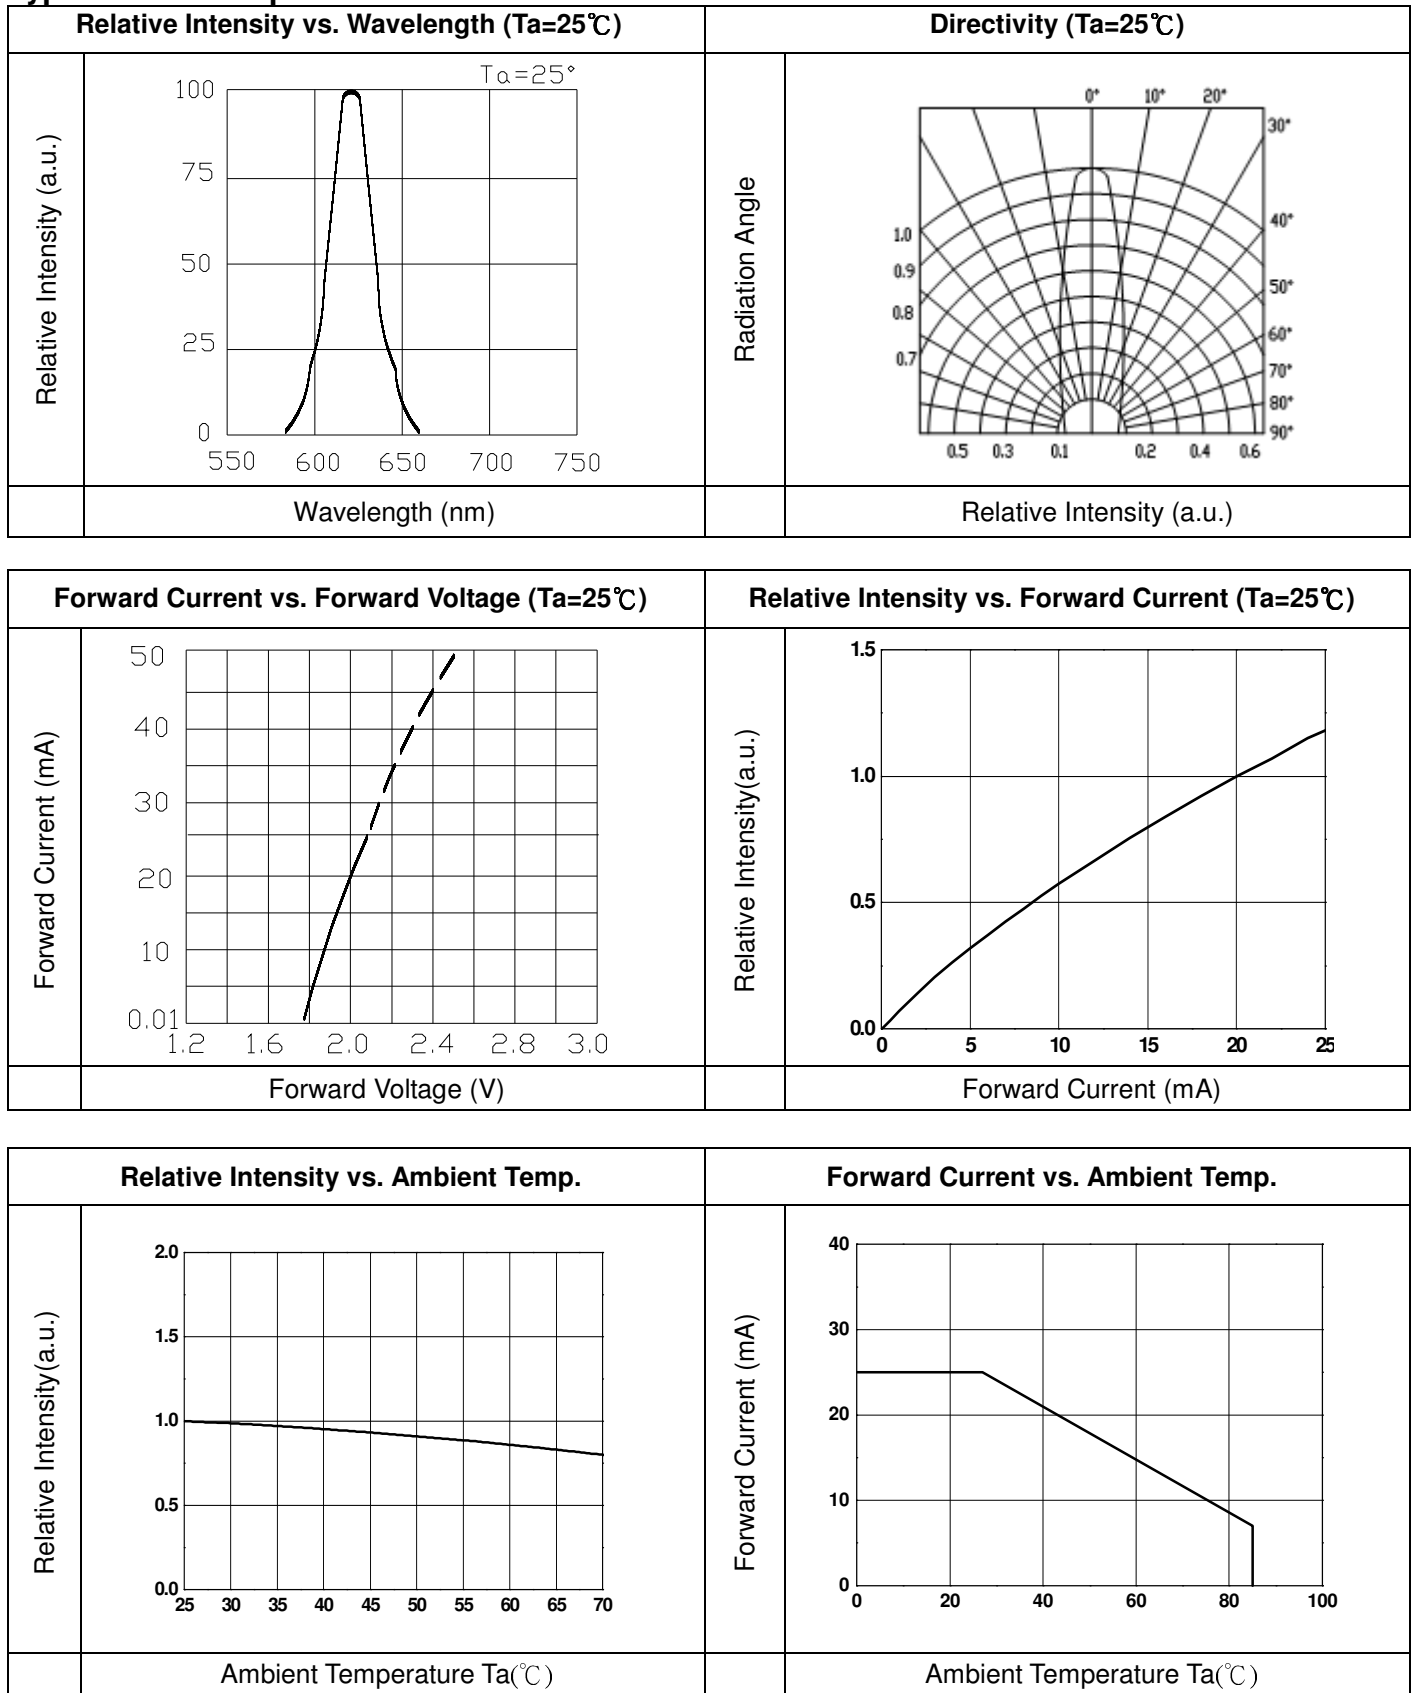 Relative Intensity vs. Wavelength (Ta=25℃)
Directivity (Ta=25℃)
Relative Intensity (a.u.)
Ta=25°
100
75
50
25
0
550 600 650 700 750
Wavelength (nm)
Radiation Angle
0° 10° 20°
30°
40°
50°
60°
70°
80°
90°
1.0
0.9
0.8
0.7
0.5 0.3 0.1 0.2 0.4 0.6
Relative Intensity (a.u.)
Forward Current vs. Forward Voltage (Ta=25℃)
Relative Intensity vs. Forward Current (Ta=25℃)
Forward Current (mA)
50
40
30
20
10
0.01
1.2 1.6 2.0 2.4 2.8 3.0
Forward Voltage (V)
Relative Intensity(a.u.)
1.5
1.0
0.5
0.0
0 5 10 15 20 25
Forward Current (mA)
Relative Intensity vs. Ambient Temp.
Forward Current vs. Ambient Temp.
Relative Intensity(a.u.)
2.0
1.5
1.0
0.5
0.0
25 30 35 40 45 50 55 60 65 70
Ambient Temperature Ta(℃)
Forward Current (mA)
40
30
20
10
0
0 20 40 60 80 100
Ambient Temperature Ta(℃)